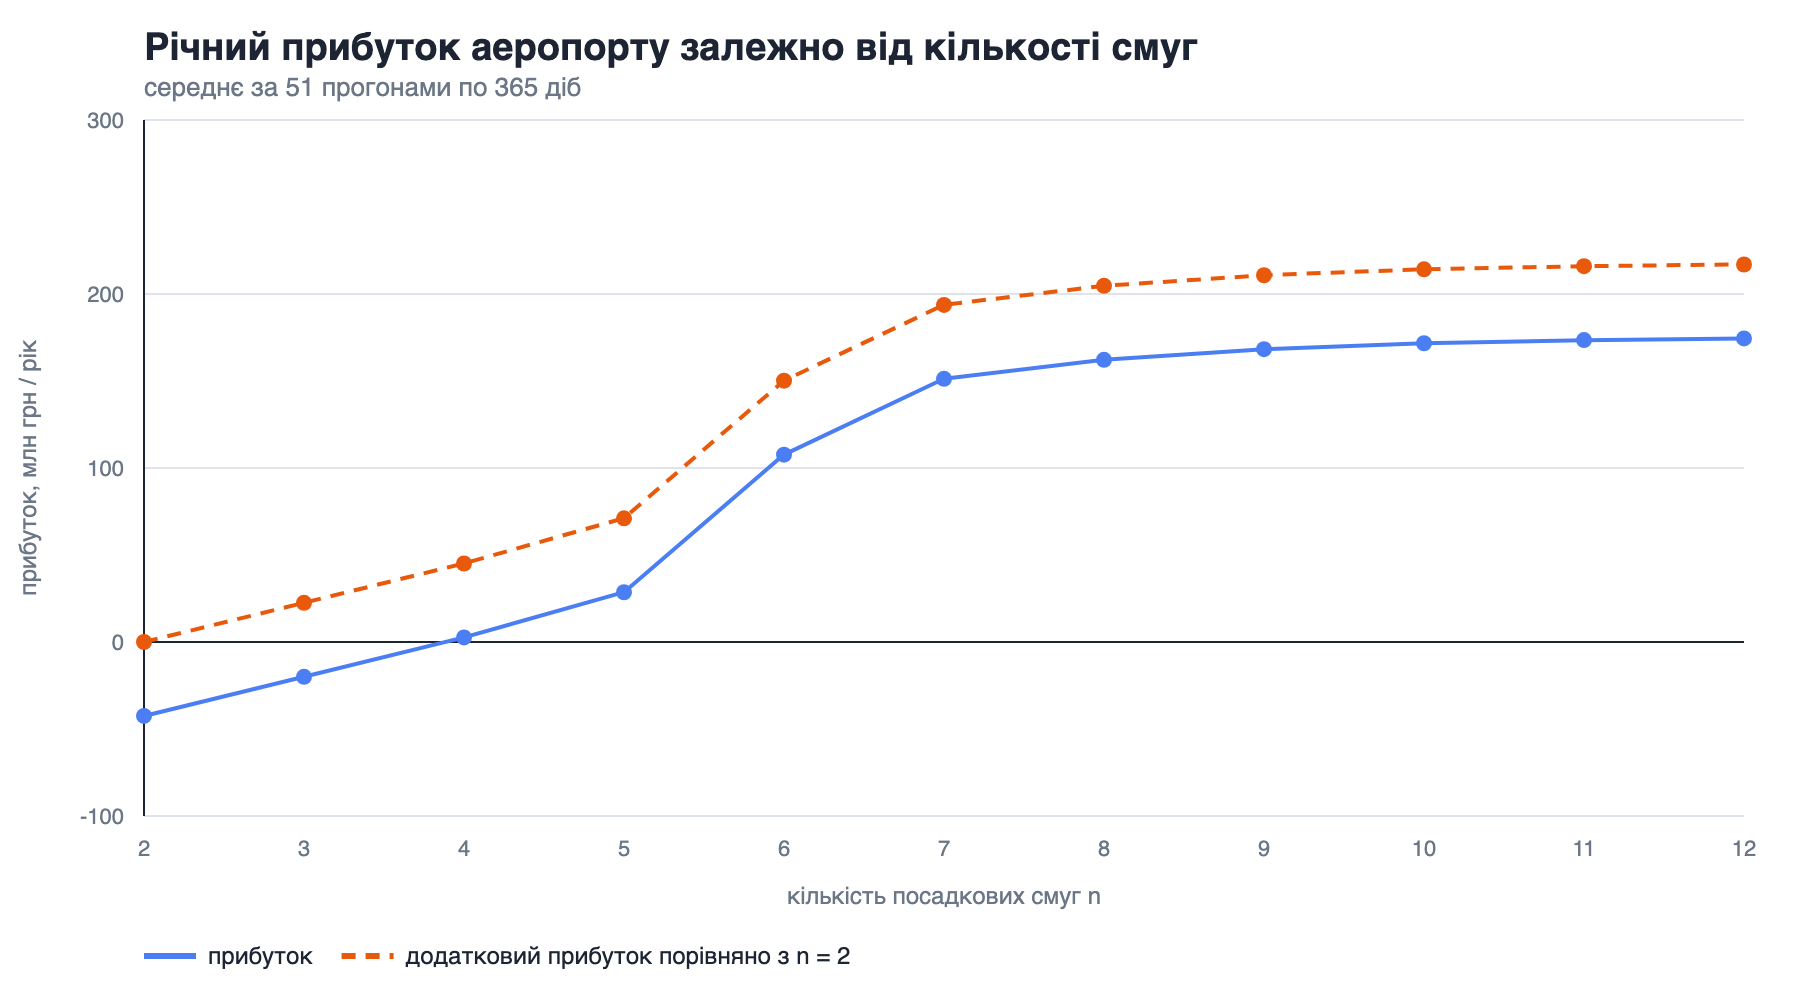 Річний прибуток аеропорту залежно від кількості смуг
середнє за 51 прогонами по 365 діб
300
200
100
0
-100
прибуток, млн грн / рік
2 3 4 5 6 7 8 9 10 11 12
кількість посадкових смуг n
прибуток додатковий прибуток порівняно з n = 2